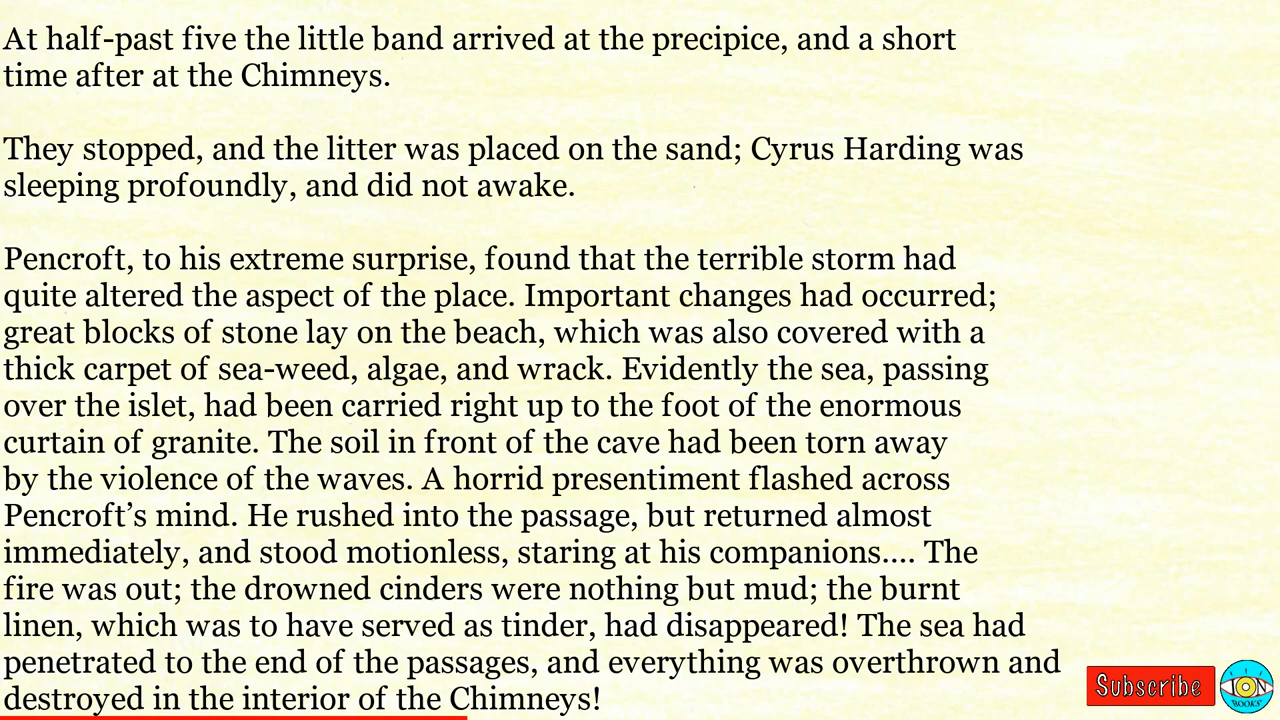 At half-past five the little band arrived at the precipice, and a short
time after at the Chimneys.
They stopped, and the litter was placed on the sand; Cyrus Harding was
sleeping profoundly, and did not awake.
Pencroft, to his extreme surprise, found that the terrible storm had
quite altered the aspect of the place. Important changes had occurred;
great blocks of stone lay on the beach, which was also covered with a
thick carpet of sea-weed, algae, and wrack. Evidently the sea, passing
over the islet, had been carried right up to the foot of the enormous
curtain of granite. The soil in front of the cave had been torn away
by the violence of the waves. A horrid presentiment flashed across
Pencroft’s mind. He rushed into the passage, but returned almost
immediately, and stood motionless, staring at his companions.... The
fire was out; the drowned cinders were nothing but mud; the burnt
linen, which was to have served as tinder, had disappeared! The sea had
penetrated to the end of the passages, and everything was overthrown and
destroyed in the interior of the Chimneys!
Subscribe
ION
BOOKS